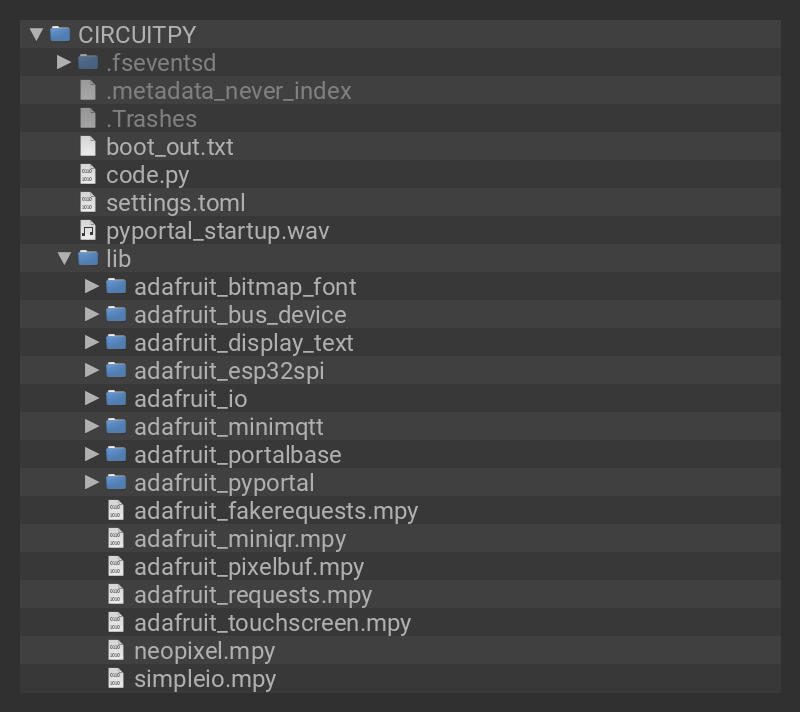 CIRCUITPY
.fseventsd
.metadata_never_index
.Trashes
boot_out.txt
code.py
settings.toml
pyportal_startup.wav
lib
adafruit_bitmap_font
adafruit_bus_device
adafruit_display_text
adafruit_esp32spi
adafruit_io
adafruit_minimqtt
adafruit_portalbase
adafruit_pyportal
adafruit_fakerequests.mpy
adafruit_miniqr.mpy
adafruit_pixelbuf.mpy
adafruit_requests.mpy
adafruit_touchscreen.mpy
neopixel.mpy
simpleio.mpy